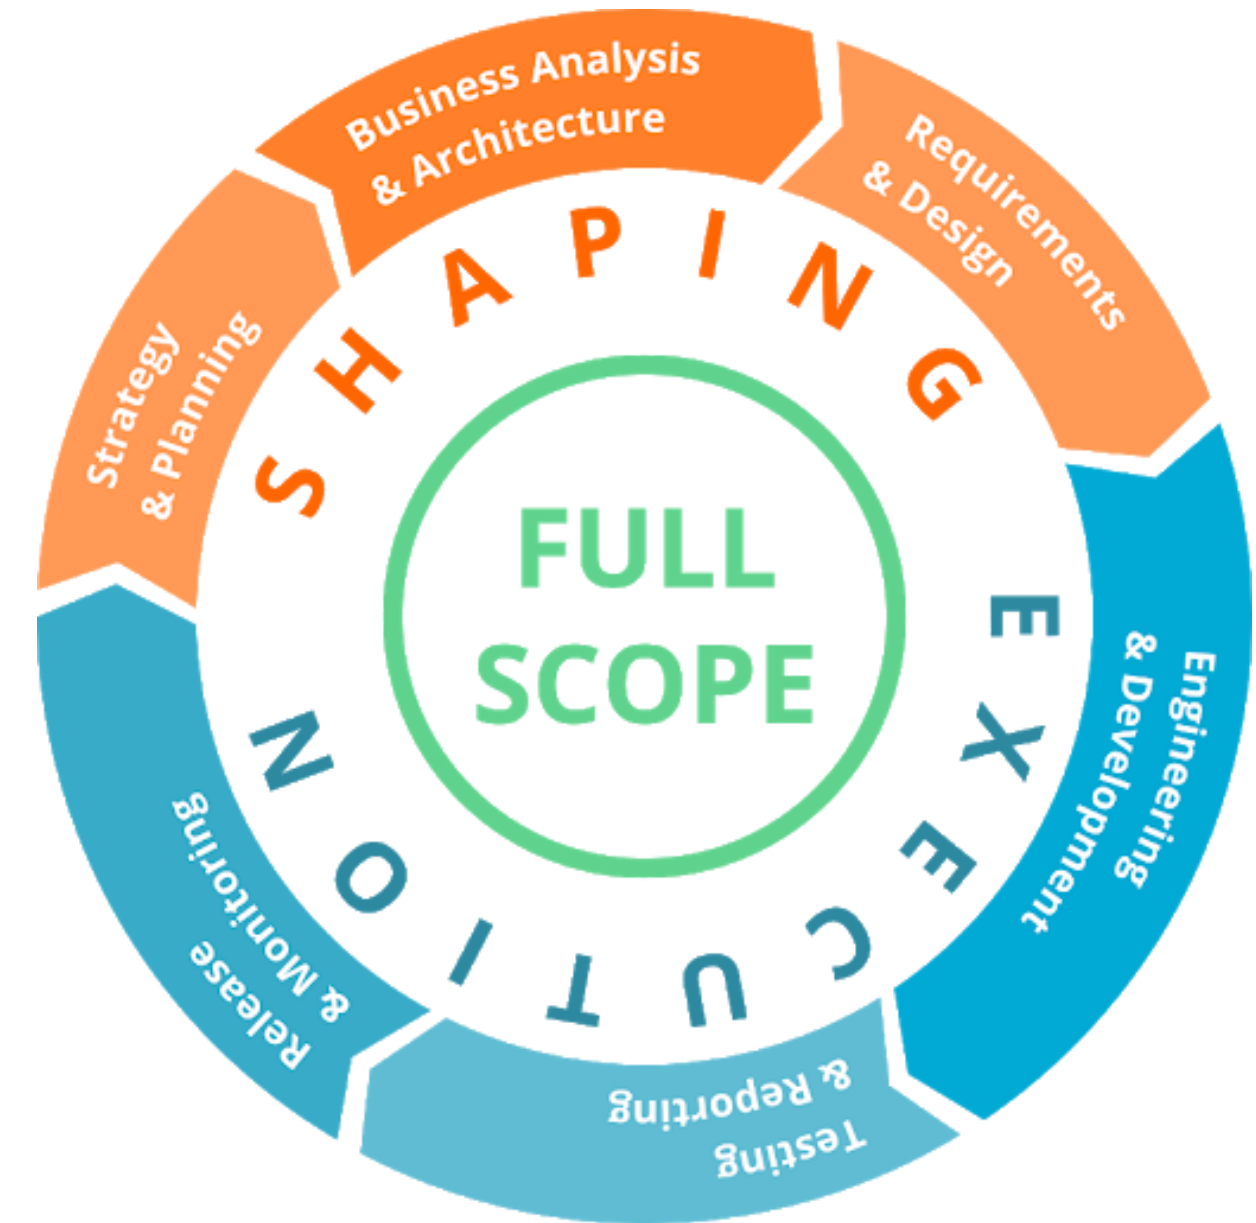 Strategy
& Planning
Business Analysis
& Architecture
Requirements
& Design
Engineering
& Development
Testing
& Reporting
Release
& Monitoring
SHAPING
EXECUTION
FULL
SCOPE